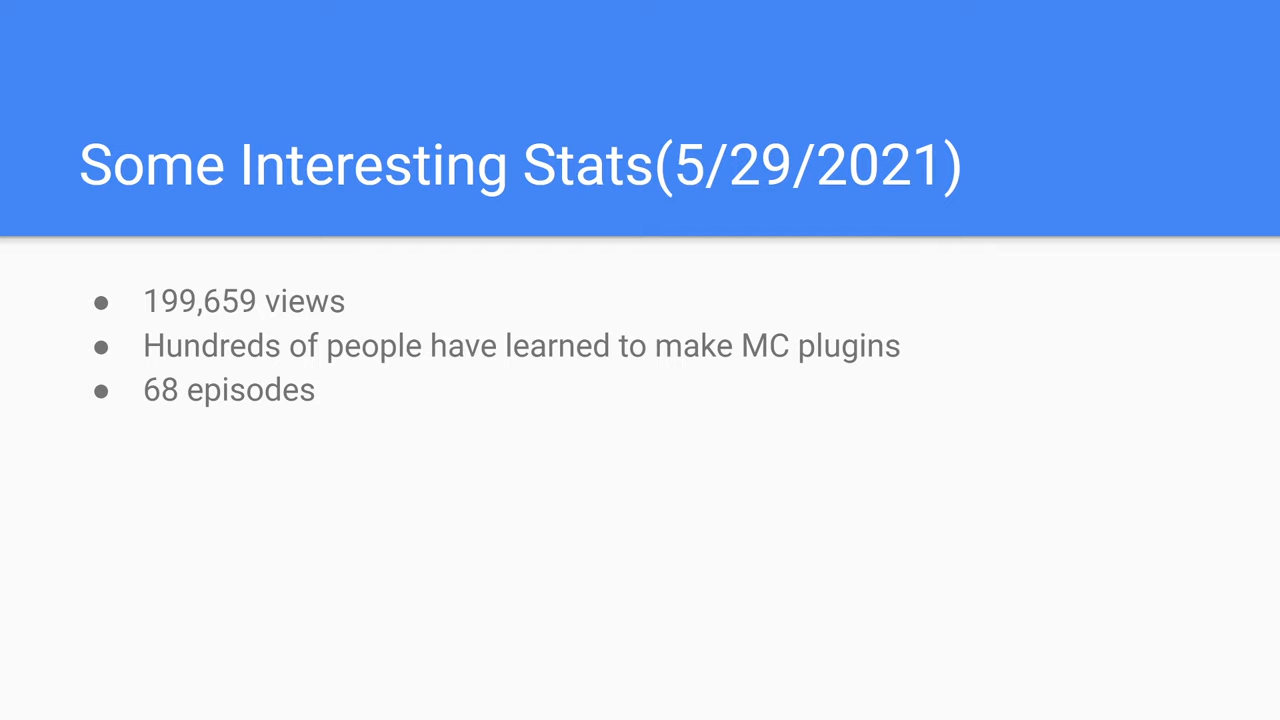 Some Interesting Stats(5/29/2021)
● 199,659 views
● Hundreds of people have learned to make MC plugins
● 68 episodes